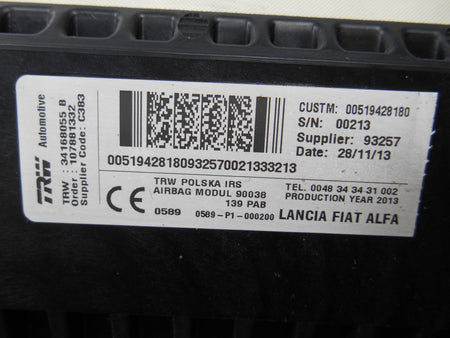 TRW Automotive
TRW : 34168055 B
Order : 107881332
Supplier Code: C383
CUSTM: 00519428180
S/N: 00213
Supplier: 93257
Date: 28/11/13
00519428180932570021333213
CE
0589
TRW POLSKA IRS
AIRBAG MODUL 90038
139 PAB
0589-P1-000200
TEL. 0048 34 34 31 002
PRODUCTION YEAR 2013
LANCIA FIAT ALFA